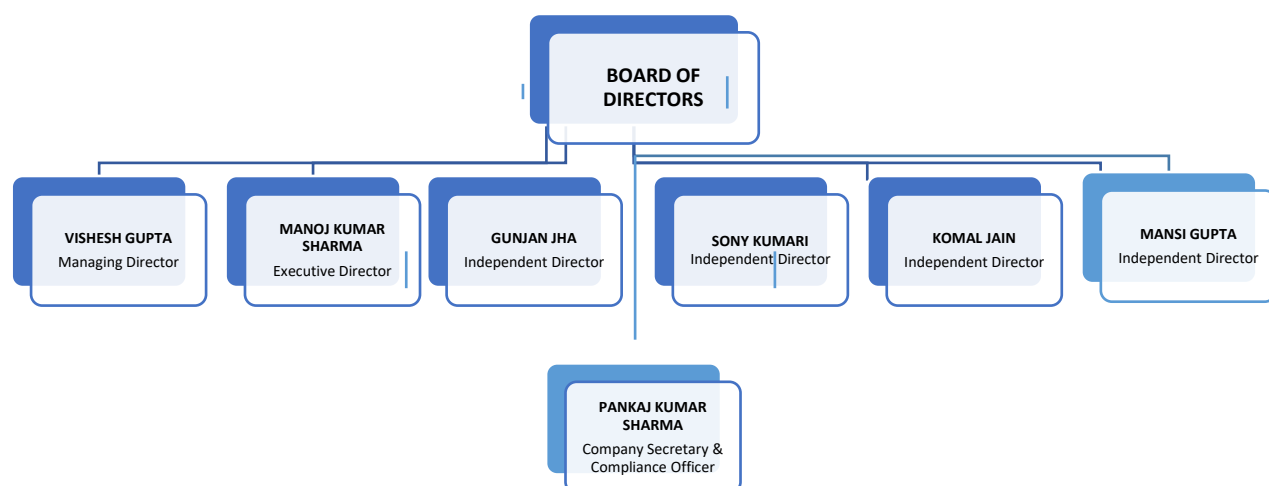 BOARD OF
DIRECTORS
VISHESH GUPTA
Managing Director
MANOJ KUMAR
SHARMA
Executive Director
GUNJAN JHA
Independent Director
SONY KUMARI
Independent Director
KOMAL JAIN
Independent Director
MANSI GUPTA
Independent Director
PANKAJ KUMAR
SHARMA
Company Secretary &
Compliance Officer